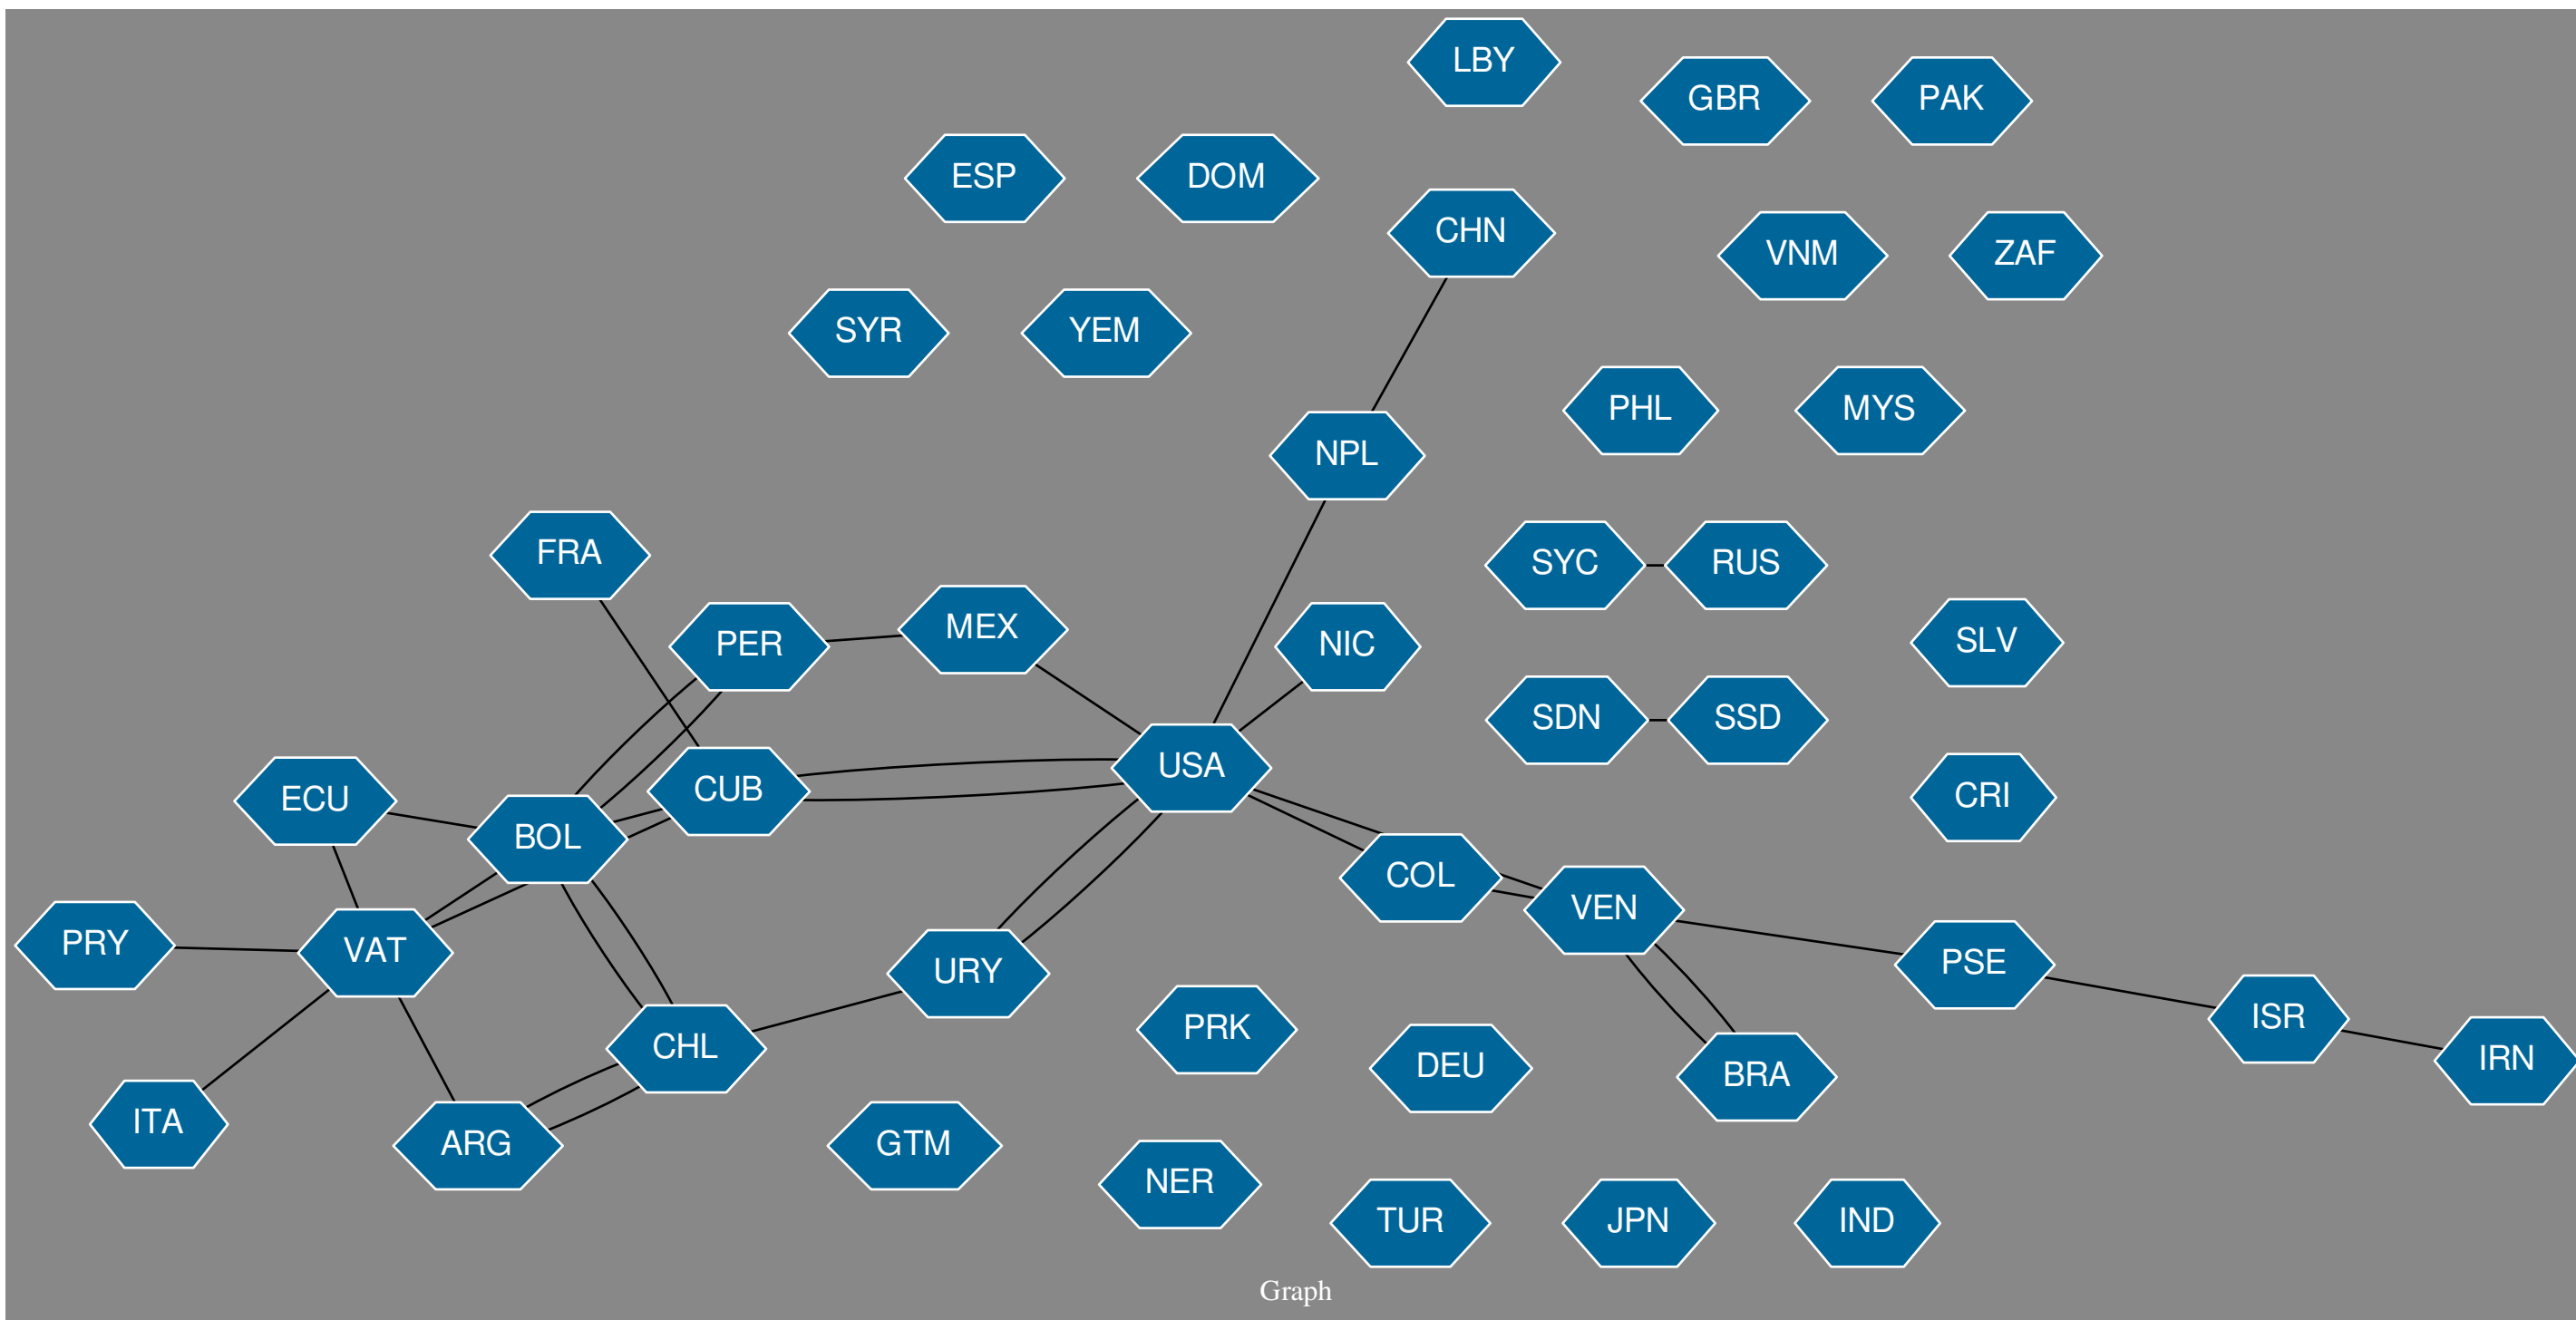 LBY
GBR
PAK
ESP
DOM
CHN
VNM
ZAF
SYR
YEM
PHL
MYS
NPL
FRA
SYC
RUS
PER
MEX
NIC
SLV
SDN
SSD
ECU
CUB
USA
CRI
BOL
COL
VEN
PRY
VAT
URY
PSE
CHL
PRK
DEU
BRA
ISR
IRN
ITA
ARG
GTM
NER
TUR
JPN
IND
Graph